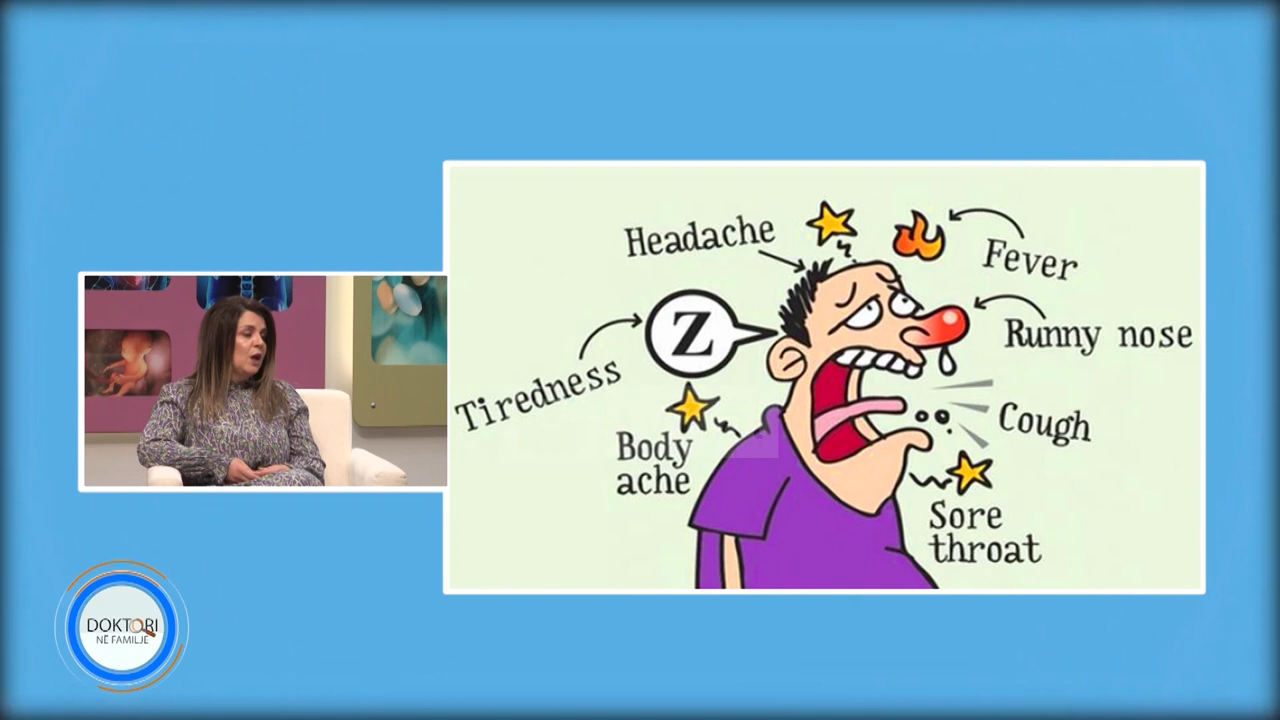 Headache
Fever
Z
Runny nose
Tiredness
Body
ache
Cough
Sore
throat
DOKTORI
NË FAMILJE